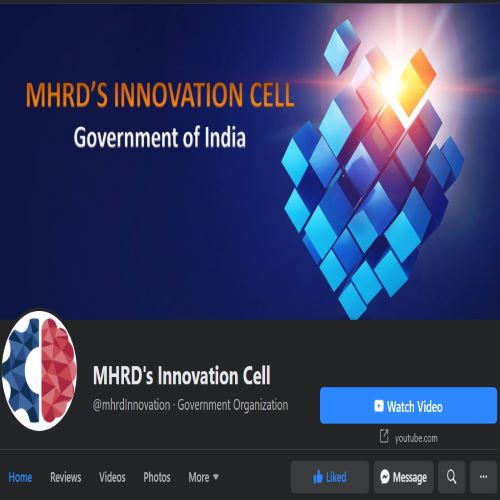 MHRD'S INNOVATION CELL
Government of India
MHRD's Innovation Cell
@mhrdInnovation · Government Organization
Watch Video
youtube.com
Home Reviews Videos Photos More Liked Message